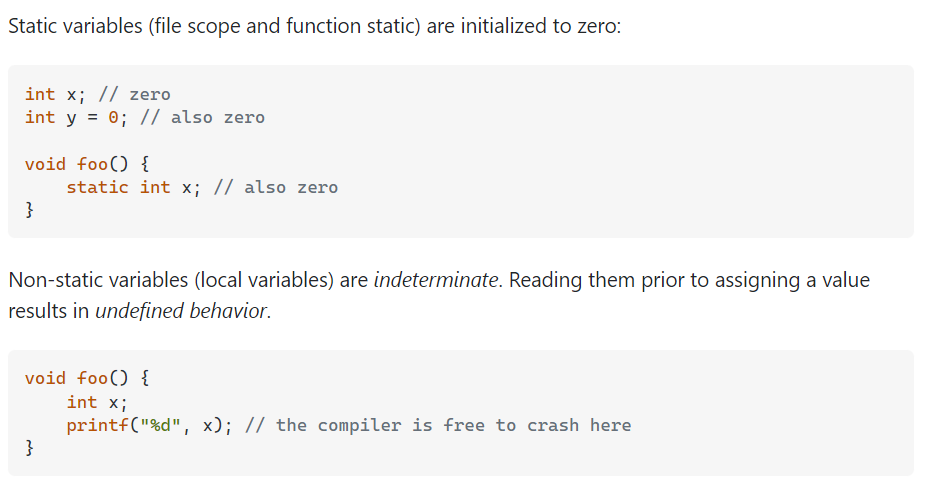 Static variables (file scope and function static) are initialized to zero:
int x; // zero
int y = 0; // also zero
void foo() {
    static int x; // also zero
}
Non-static variables (local variables) are indeterminate. Reading them prior to assigning a value
results in undefined behavior.
void foo() {
    int x;
    printf("%d", x); // the compiler is free to crash here
}